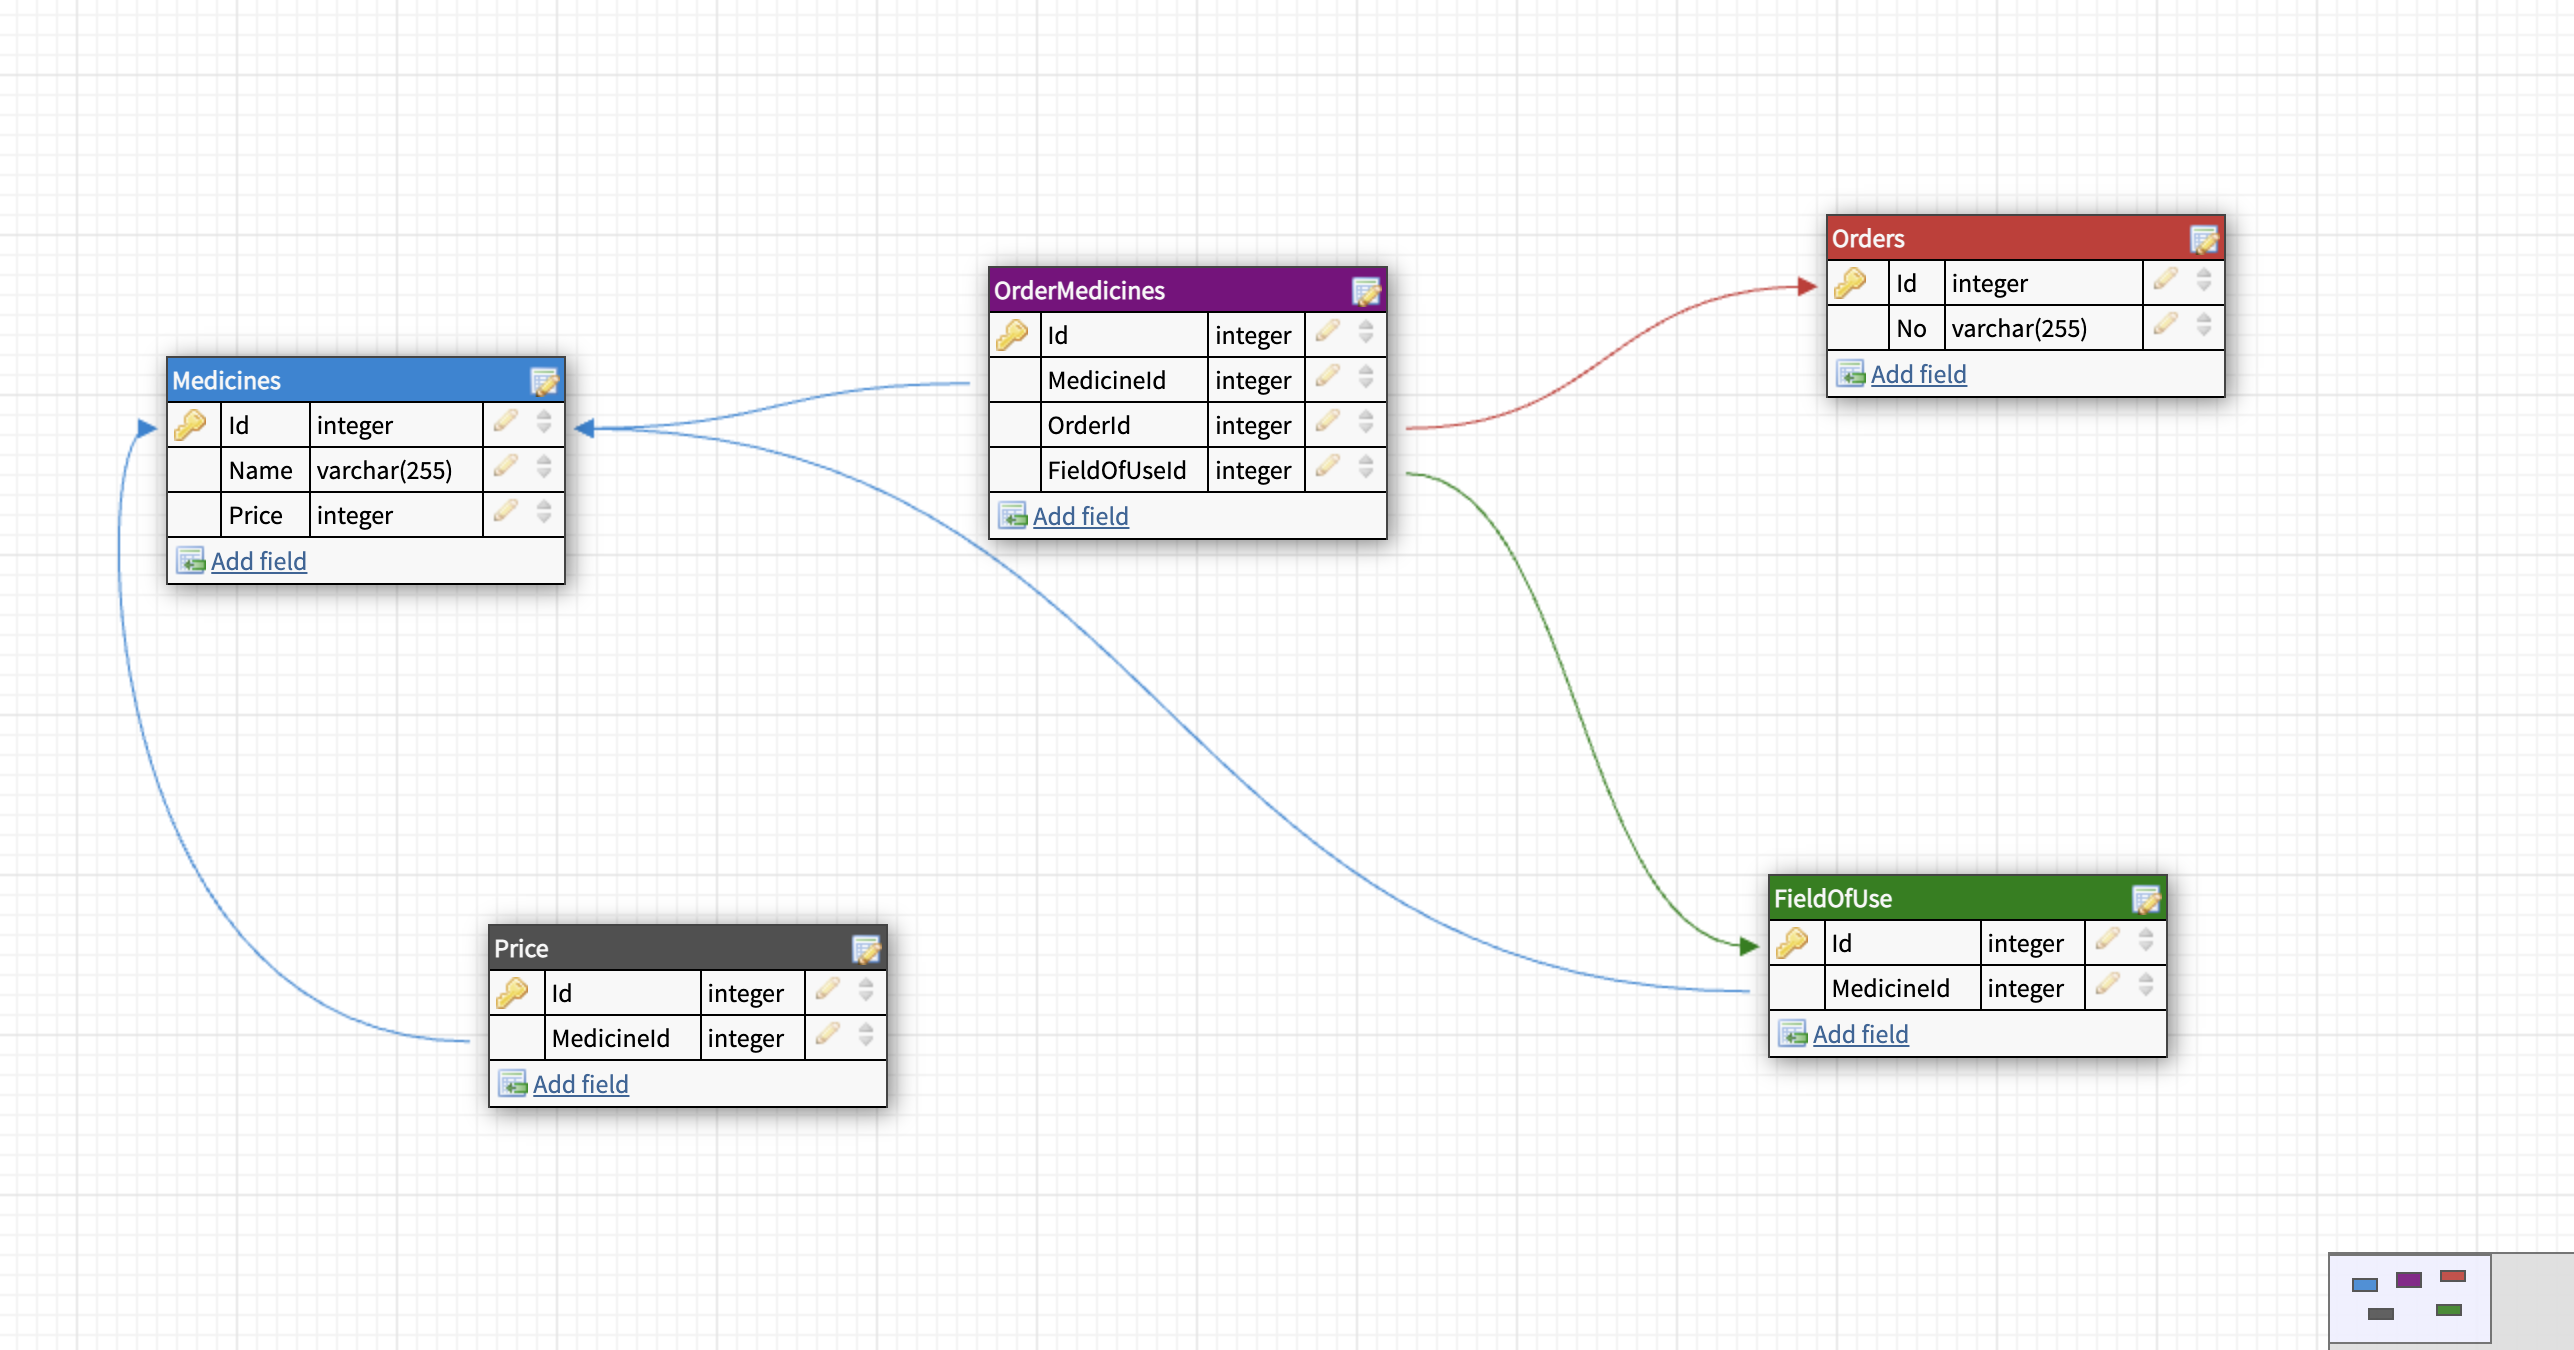 Orders
Id integer
No varchar(255)
Add field
OrderMedicines
Id integer
MedicineId integer
OrderId integer
FieldOfUseId integer
Add field
Medicines
Id integer
Name varchar(255)
Price integer
Add field
FieldOfUse
Id integer
MedicineId integer
Add field
Price
Id integer
MedicineId integer
Add field